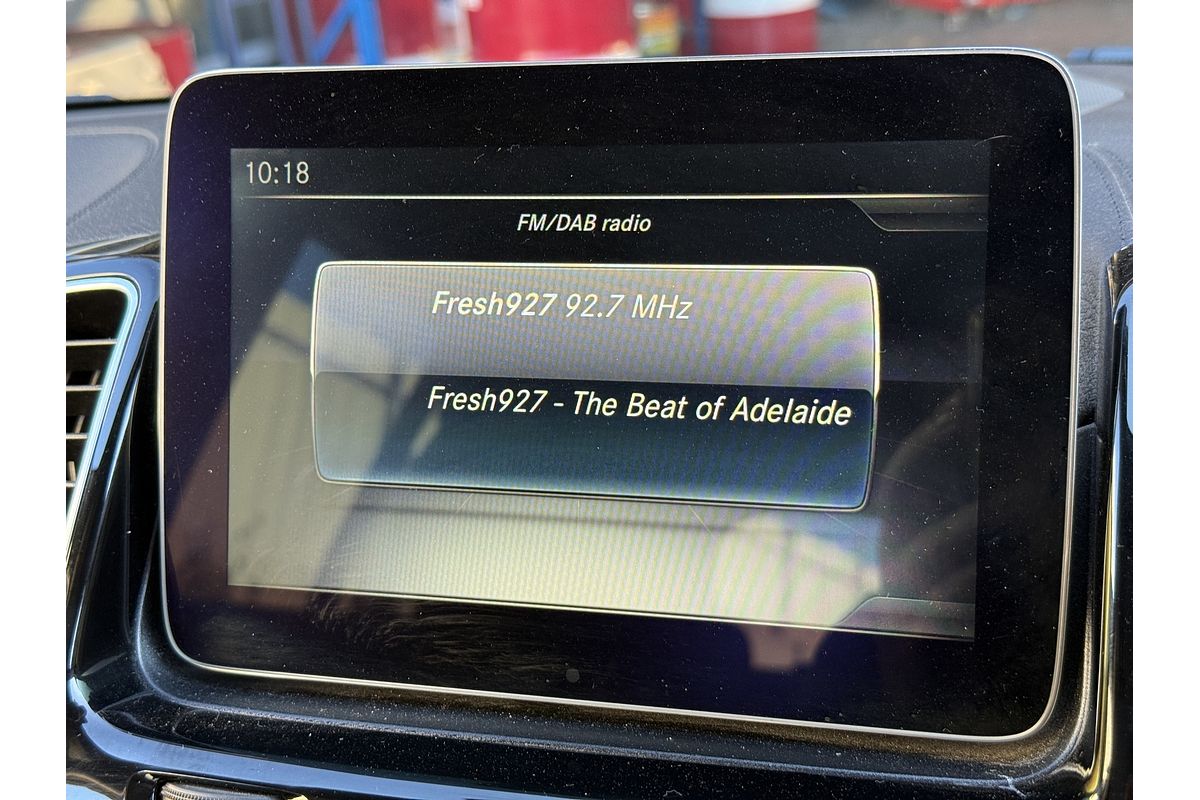 10:18
FM/DAB radio
Fresh927 92.7 MHz
Fresh927 - The Beat of Adelaide